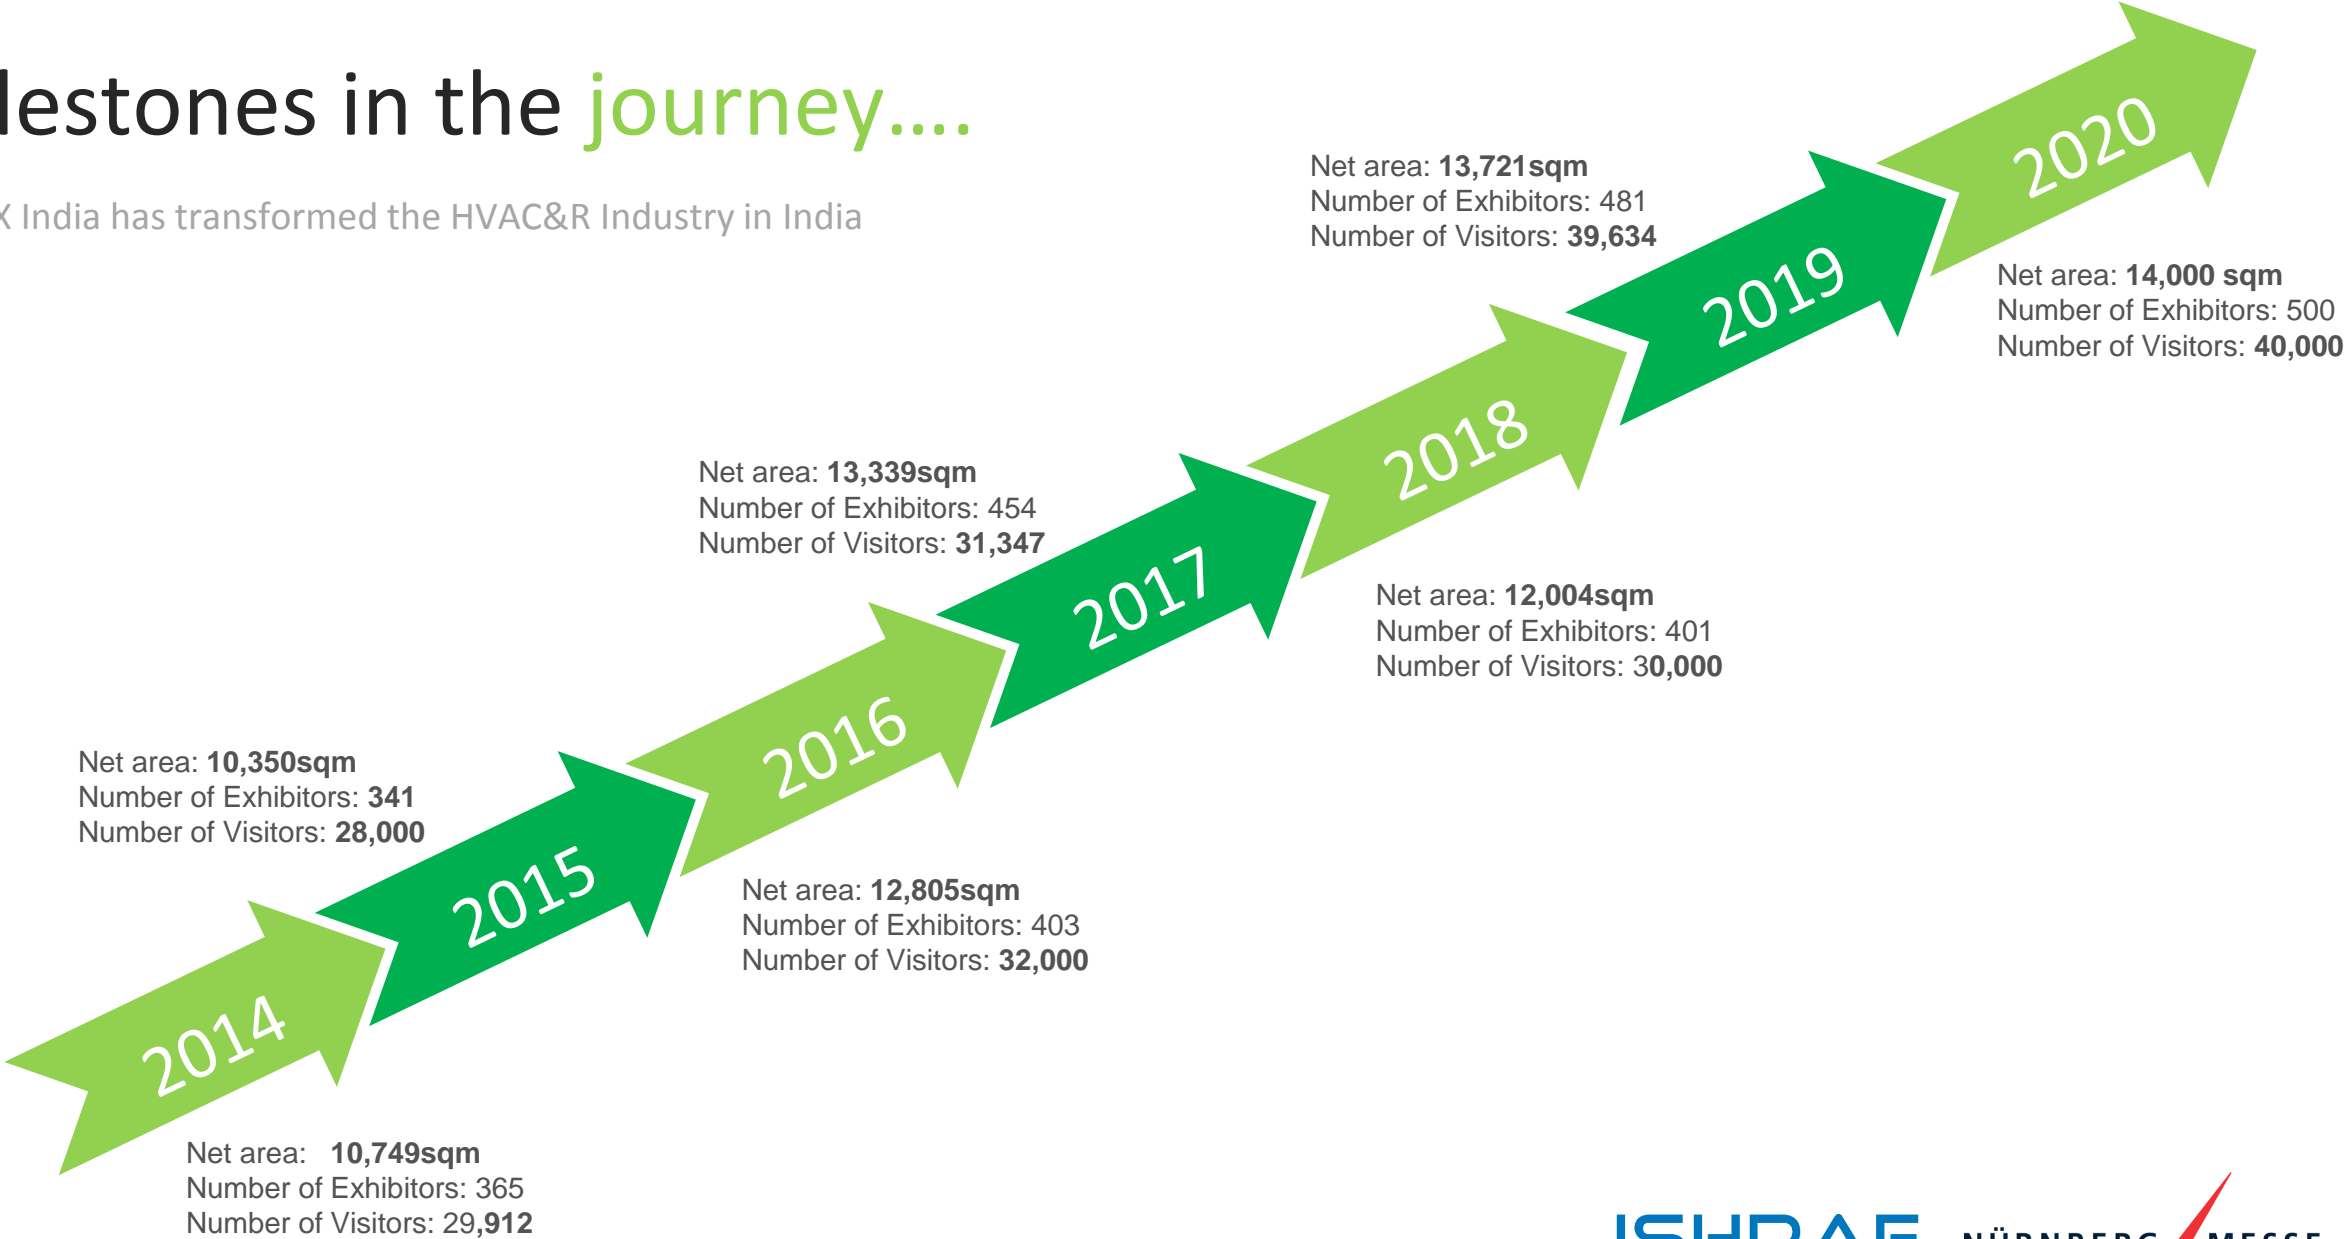 lestones in the journey....
X India has transformed the HVAC&R Industry in India
2020
Net area: 13,721sqm
Number of Exhibitors: 481
Number of Visitors: 39,634
2019
Net area: 14,000 sqm
Number of Exhibitors: 500
Number of Visitors: 40,000
2018
Net area: 13,339sqm
Number of Exhibitors: 454
Number of Visitors: 31,347
2017
Net area: 12,004sqm
Number of Exhibitors: 401
Number of Visitors: 30,000
2016
Net area: 10,350sqm
Number of Exhibitors: 341
Number of Visitors: 28,000
2015
Net area: 12,805sqm
Number of Exhibitors: 403
Number of Visitors: 32,000
2014
Net area: 10,749sqm
Number of Exhibitors: 365
Number of Visitors: 29,912
ISHRAE
NÜRNBERG MESSE